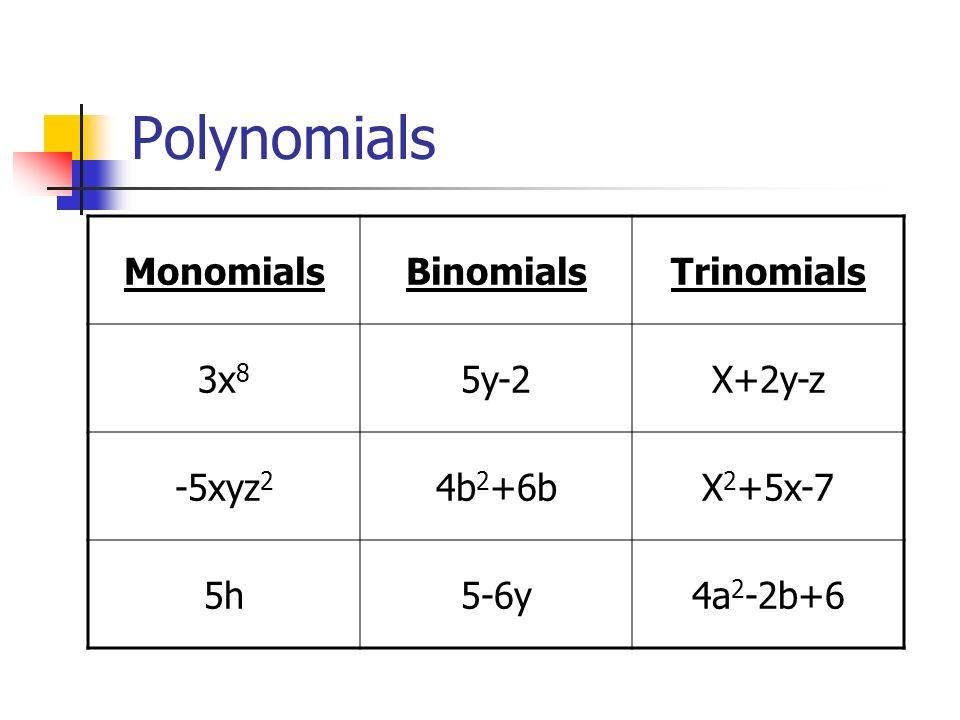 Polynomials
Monomials Binomials Trinomials
3x⁸ 5y-2 X+2y-z
-5xyz² 4b²+6b X²+5x-7
5h 5-6y 4a²-2b+6